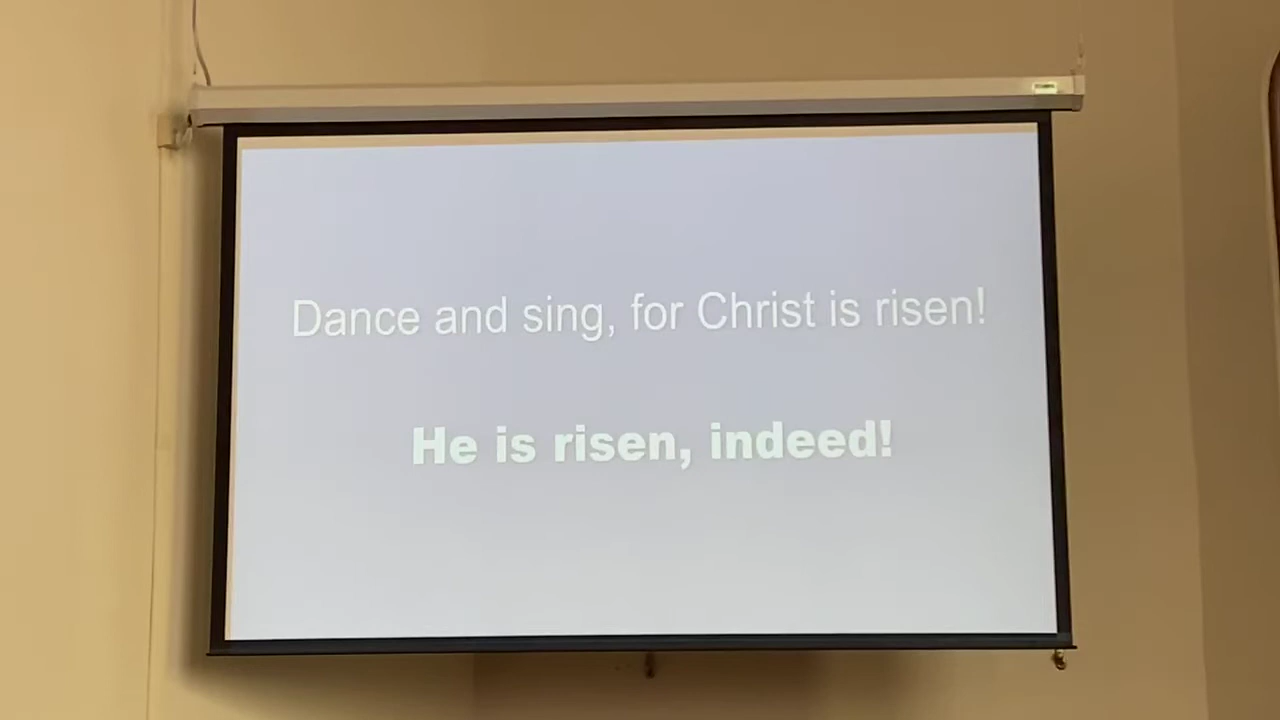 Dance and sing, for Christ is risen!
He is risen, indeed!